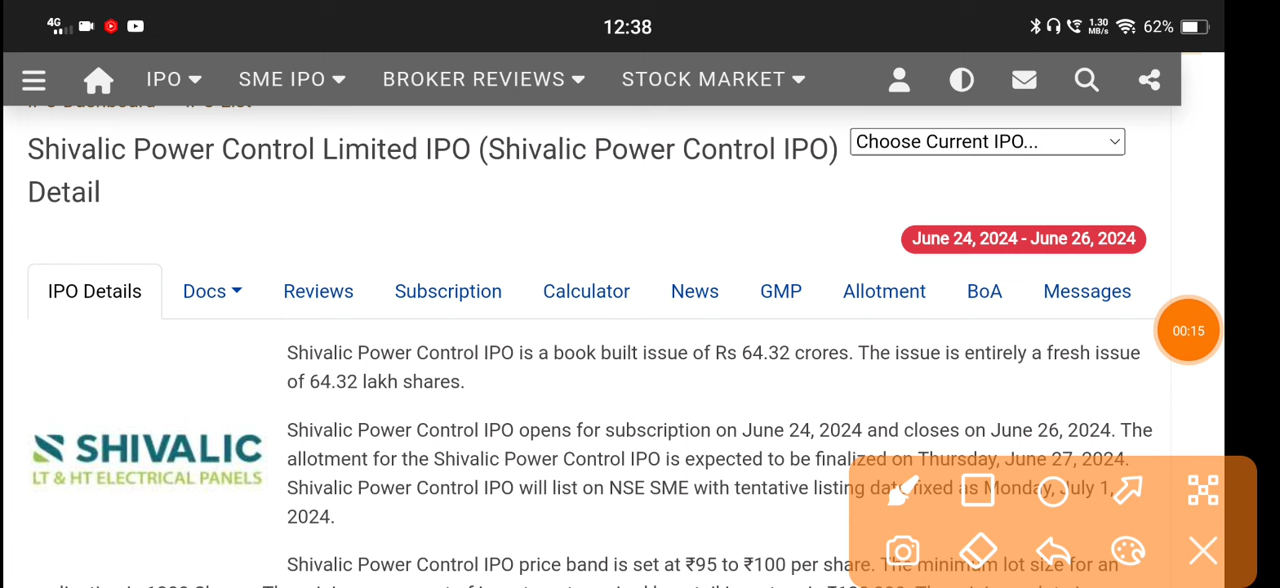 4G 12:38 1.30 MB/s 62%
IPO SME IPO BROKER REVIEWS STOCK MARKET
Shivalic Power Control Limited IPO (Shivalic Power Control IPO) Choose Current IPO...
Detail
June 24, 2024 - June 26, 2024
IPO Details Docs Reviews Subscription Calculator News GMP Allotment BoA Messages
00:15
Shivalic Power Control IPO is a book built issue of Rs 64.32 crores. The issue is entirely a fresh issue
of 64.32 lakh shares.
SHIVALIC
LT & HT ELECTRICAL PANELS
Shivalic Power Control IPO opens for subscription on June 24, 2024 and closes on June 26, 2024. The
allotment for the Shivalic Power Control IPO is expected to be finalized on Thursday, June 27, 2024.
Shivalic Power Control IPO will list on NSE SME with tentative listing date fixed as Monday, July 1,
2024.
Shivalic Power Control IPO price band is set at ₹95 to ₹100 per share. The minimum lot size for an